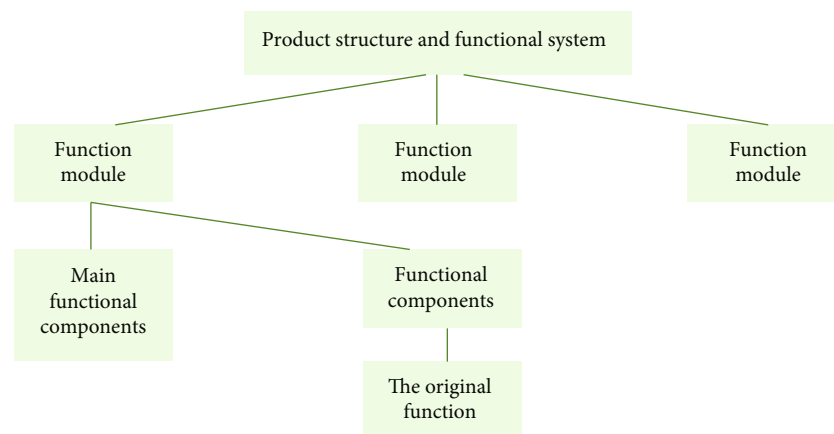 Product structure and functional system
Function
module
Function
module
Function
module
Main
functional
components
Functional
components
The original
function